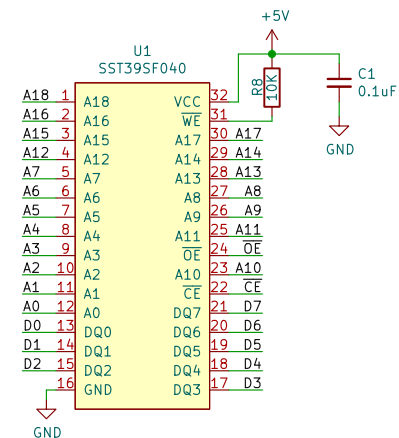 +5V
U1
SST39SF040
R8
10K
C1
0.1uF
GND
A18 1 A18 VCC 32
A16 2 A16 WE 31
A15 3 A15 A17 30 A17
A12 4 A12 A14 29 A14
A7 5 A7 A13 28 A13
A6 6 A6 A8 27 A8
A5 7 A5 A9 26 A9
A4 8 A4 A11 25 A11
A3 9 A3 OE 24 OE
A2 10 A2 A10 23 A10
A1 11 A1 CE 22 CE
A0 12 A0 DQ7 21 D7
D0 13 DQ0 DQ6 20 D6
D1 14 DQ1 DQ5 19 D5
D2 15 DQ2 DQ4 18 D4
16 GND DQ3 17 D3
GND